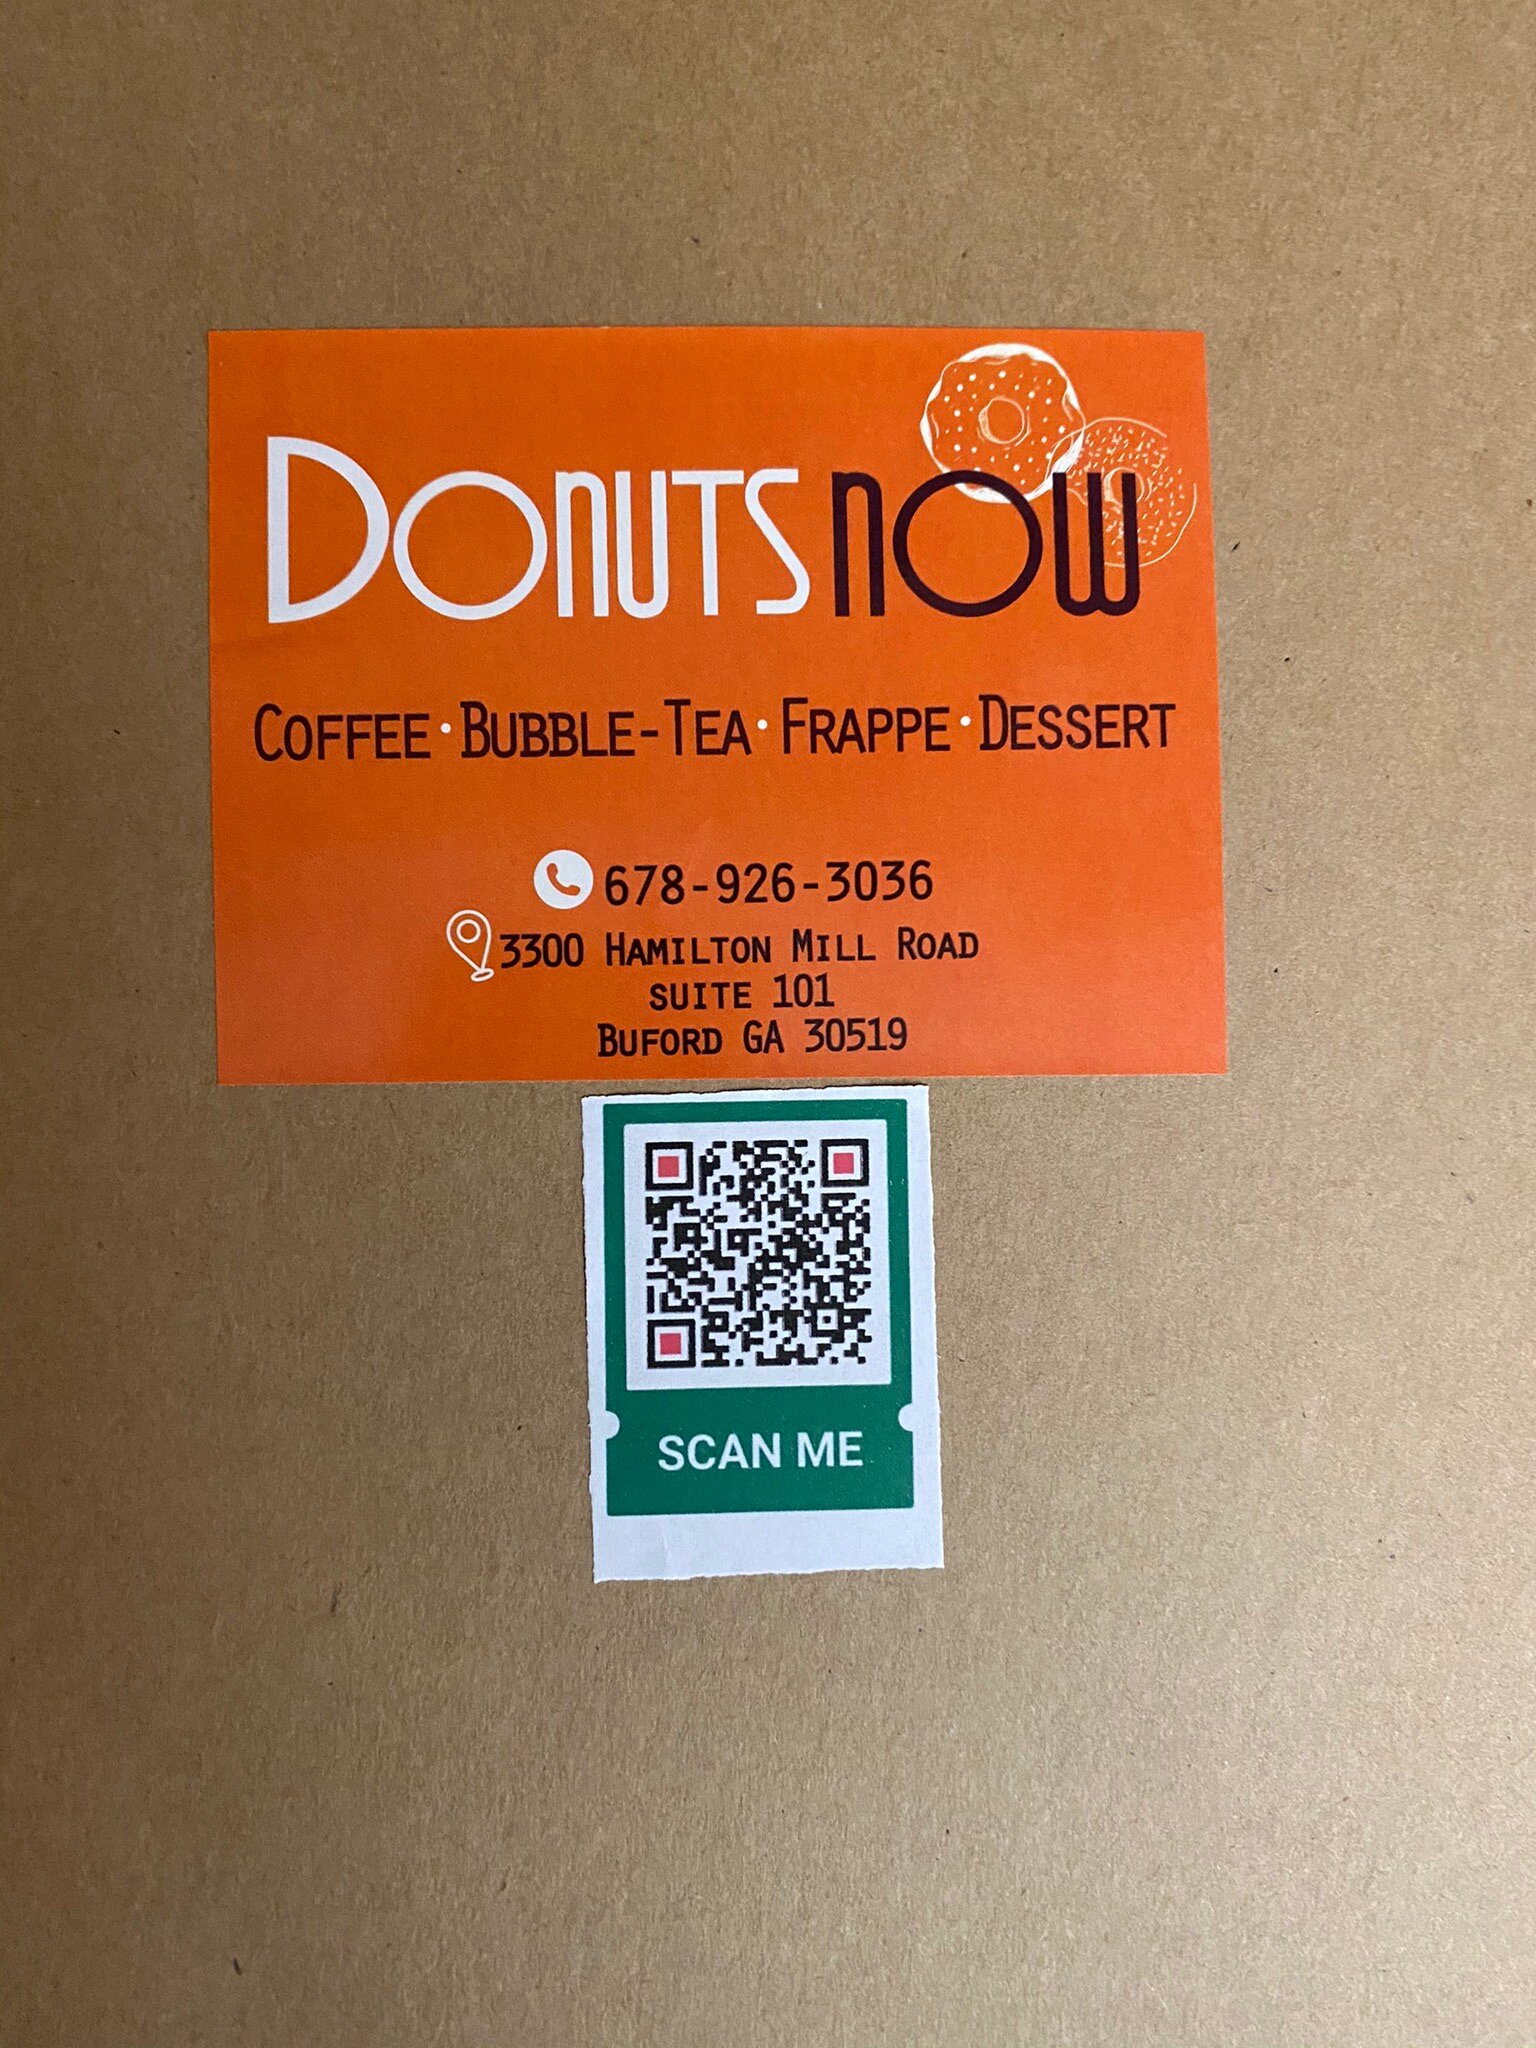 DONUTS NOW
COFFEE · BUBBLE-TEA · FRAPPE · DESSERT
678-926-3036
3300 HAMILTON MILL ROAD
SUITE 101
BUFORD GA 30519
SCAN ME